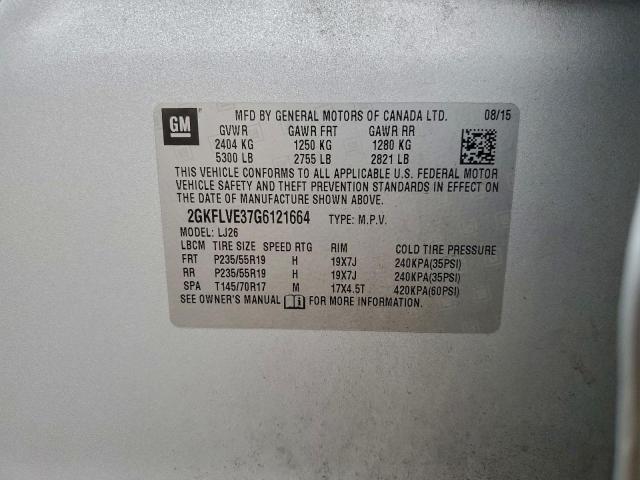 GM
MFD BY GENERAL MOTORS OF CANADA LTD. 08/15
GVWR GAWR FRT GAWR RR
2404 KG 1250 KG 1280 KG
5300 LB 2755 LB 2821 LB
THIS VEHICLE CONFORMS TO ALL APPLICABLE U.S. FEDERAL MOTOR
VEHICLE SAFETY AND THEFT PREVENTION STANDARDS IN EFFECT ON
THE DATE OF MANUFACTURE SHOWN ABOVE.
2GKFLVE37G6121664 TYPE: M.P.V.
MODEL: LJ26
LBCM TIRE SIZE SPEED RTG RIM COLD TIRE PRESSURE
FRT P235/55R19 H 19X7J 240KPA(35PSI)
RR P235/55R19 H 19X7J 240KPA(35PSI)
SPA T145/70R17 M 17X4.5T 420KPA(60PSI)
SEE OWNER'S MANUAL i FOR MORE INFORMATION.